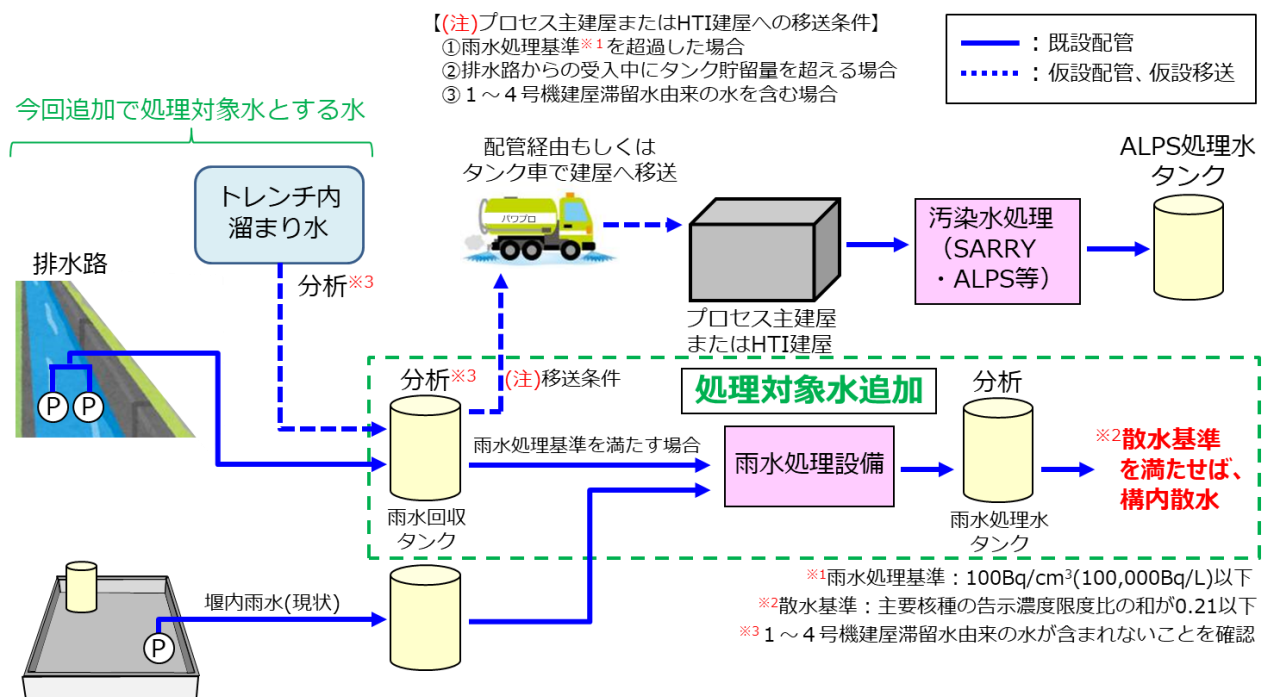 【(注)プロセス主建屋またはHTI建屋への移送条件】
①雨水処理基準※1を超過した場合
②排水路からの受入中にタンク貯留量を超える場合
③１～４号機建屋滞留水由来の水を含む場合
：既設配管
：仮設配管、仮設移送
今回追加で処理対象水とする水
トレンチ内
溜まり水
配管経由もしくは
タンク車で建屋へ移送
パワプロ
ALPS処理水
タンク
汚染水処理
（SARRY
・ALPS等）
排水路
分析※3
プロセス主建屋
またはHTI建屋
P
P
分析※3
(注)移送条件
処理対象水追加
分析
雨水処理基準を満たす場合
雨水処理設備
※2散水基準
を満たせば、
構内散水
雨水回収
タンク
雨水処理水
タンク
堰内雨水(現状)
P
※1雨水処理基準：100Bq/cm³(100,000Bq/L)以下
※2散水基準：主要核種の告示濃度限度比の和が0.21以下
※3１～４号機建屋滞留水由来の水が含まれないことを確認